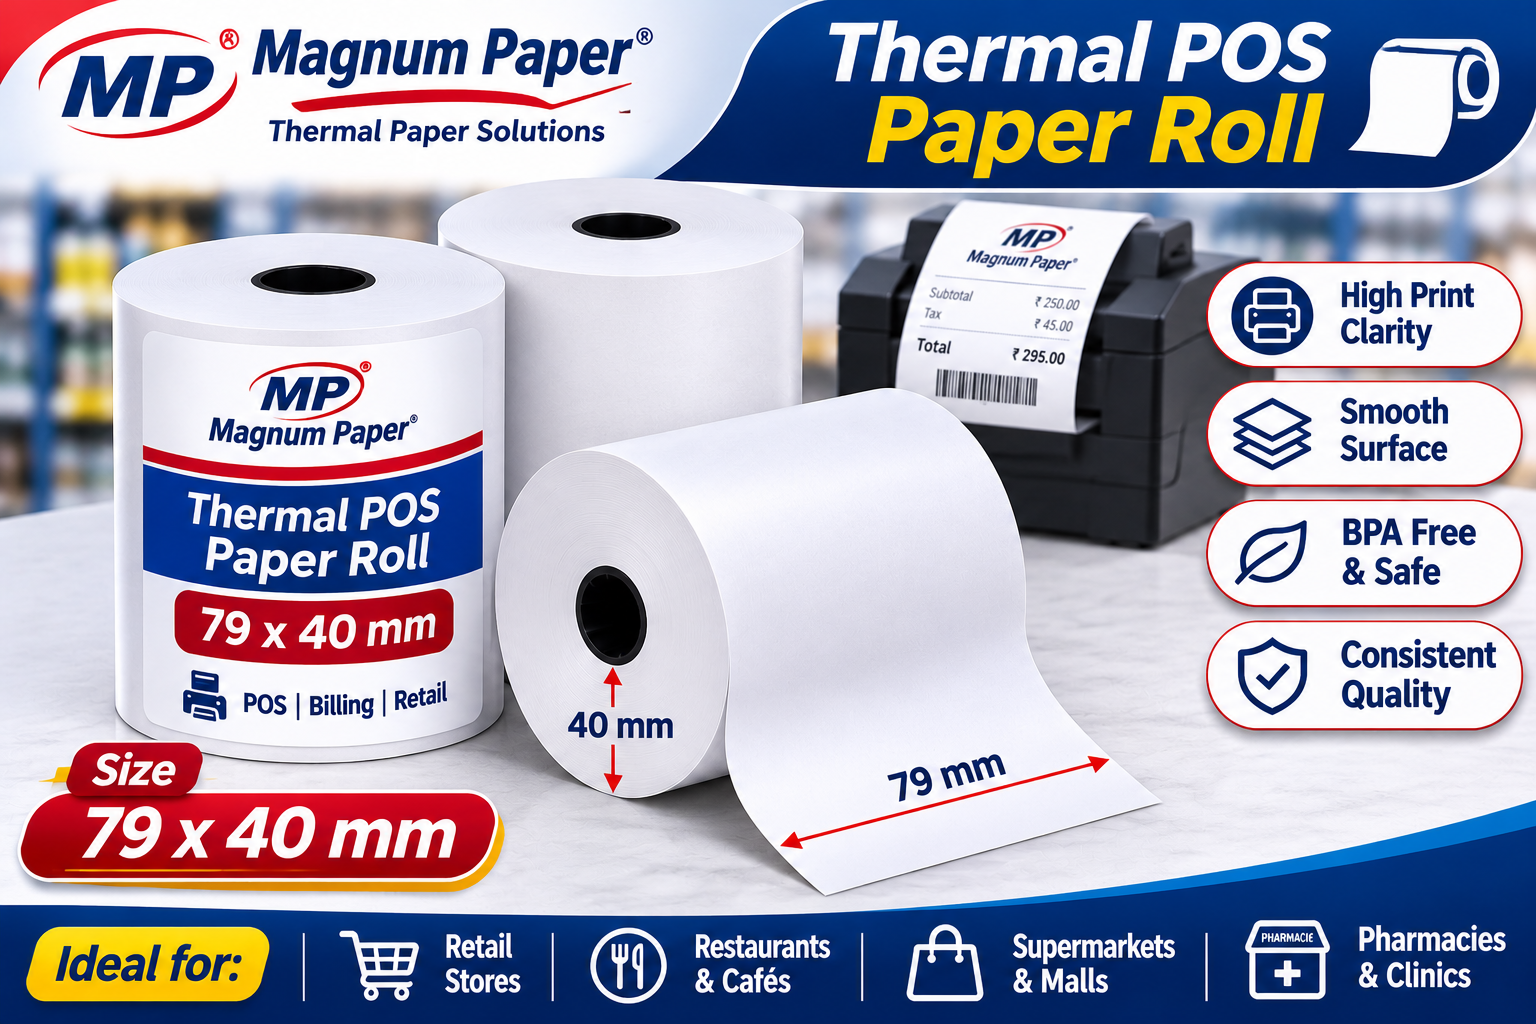 MP®
Magnum Paper®
Thermal Paper Solutions
Thermal POS
Paper Roll
MP®
Magnum Paper®
Subtotal ₹ 250.00
Tax ₹ 45.00
Total ₹ 295.00
High Print
Clarity
Smooth
Surface
BPA Free
& Safe
Consistent
Quality
MP®
Magnum Paper®
Thermal POS
Paper Roll
79 x 40 mm
POS | Billing | Retail
40 mm
79 mm
Size
79 x 40 mm
Ideal for:
Retail
Stores
Restaurants
& Cafés
Supermarkets
& Malls
PHARMACIE
Pharmacies
& Clinics